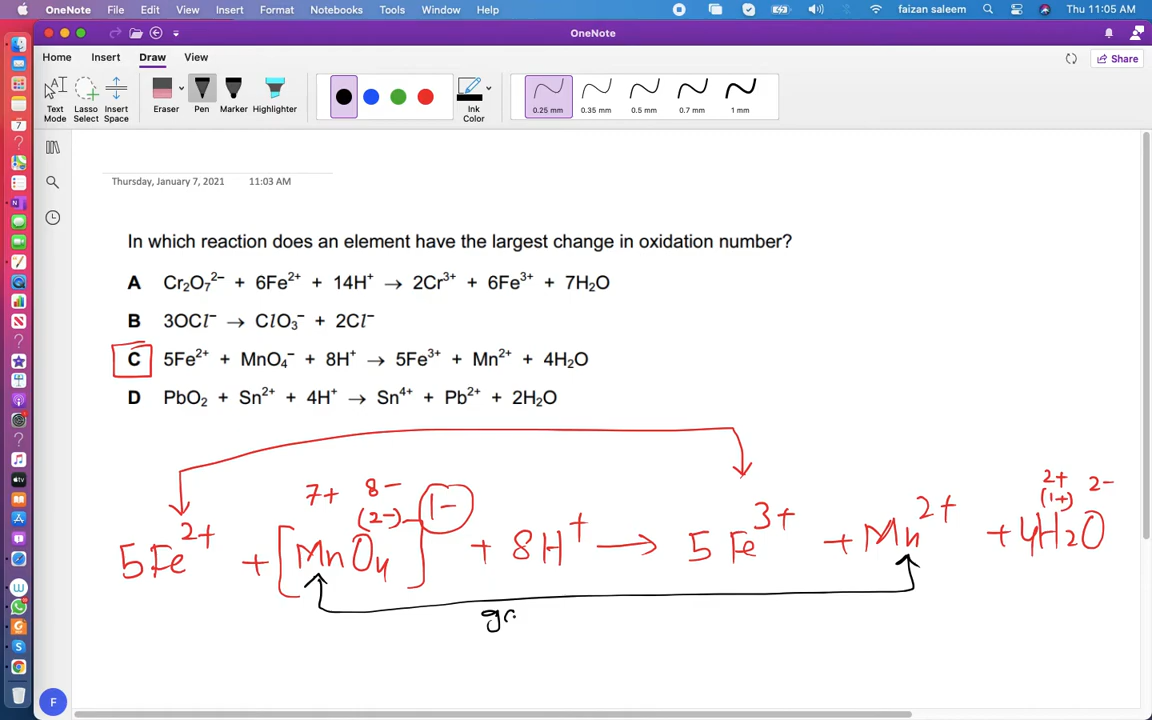 OneNote File Edit View Insert Format Notebooks Tools Window Help faizan saleem Thu 11:05 AM
OneNote
Home Insert Draw View Share
Text Mode Lasso Select Insert Space Eraser Pen Marker Highlighter Ink Color 0.25 mm 0.35 mm 0.5 mm 0.7 mm 1 mm
Thursday, January 7, 2021 11:03 AM
In which reaction does an element have the largest change in oxidation number?
A Cr₂O₇²⁻ + 6Fe²⁺ + 14H⁺ → 2Cr³⁺ + 6Fe³⁺ + 7H₂O
B 3OCl⁻ → ClO₃⁻ + 2Cl⁻
C 5Fe²⁺ + MnO₄⁻ + 8H⁺ → 5Fe³⁺ + Mn²⁺ + 4H₂O
D PbO₂ + Sn²⁺ + 4H⁺ → Sn⁴⁺ + Pb²⁺ + 2H₂O
7+ 8− 2+ 2−
(2−) (1+)
5Fe²⁺ + [MnO₄]¹⁻ + 8H⁺ → 5Fe³⁺ + Mn²⁺ + 4H₂O
F